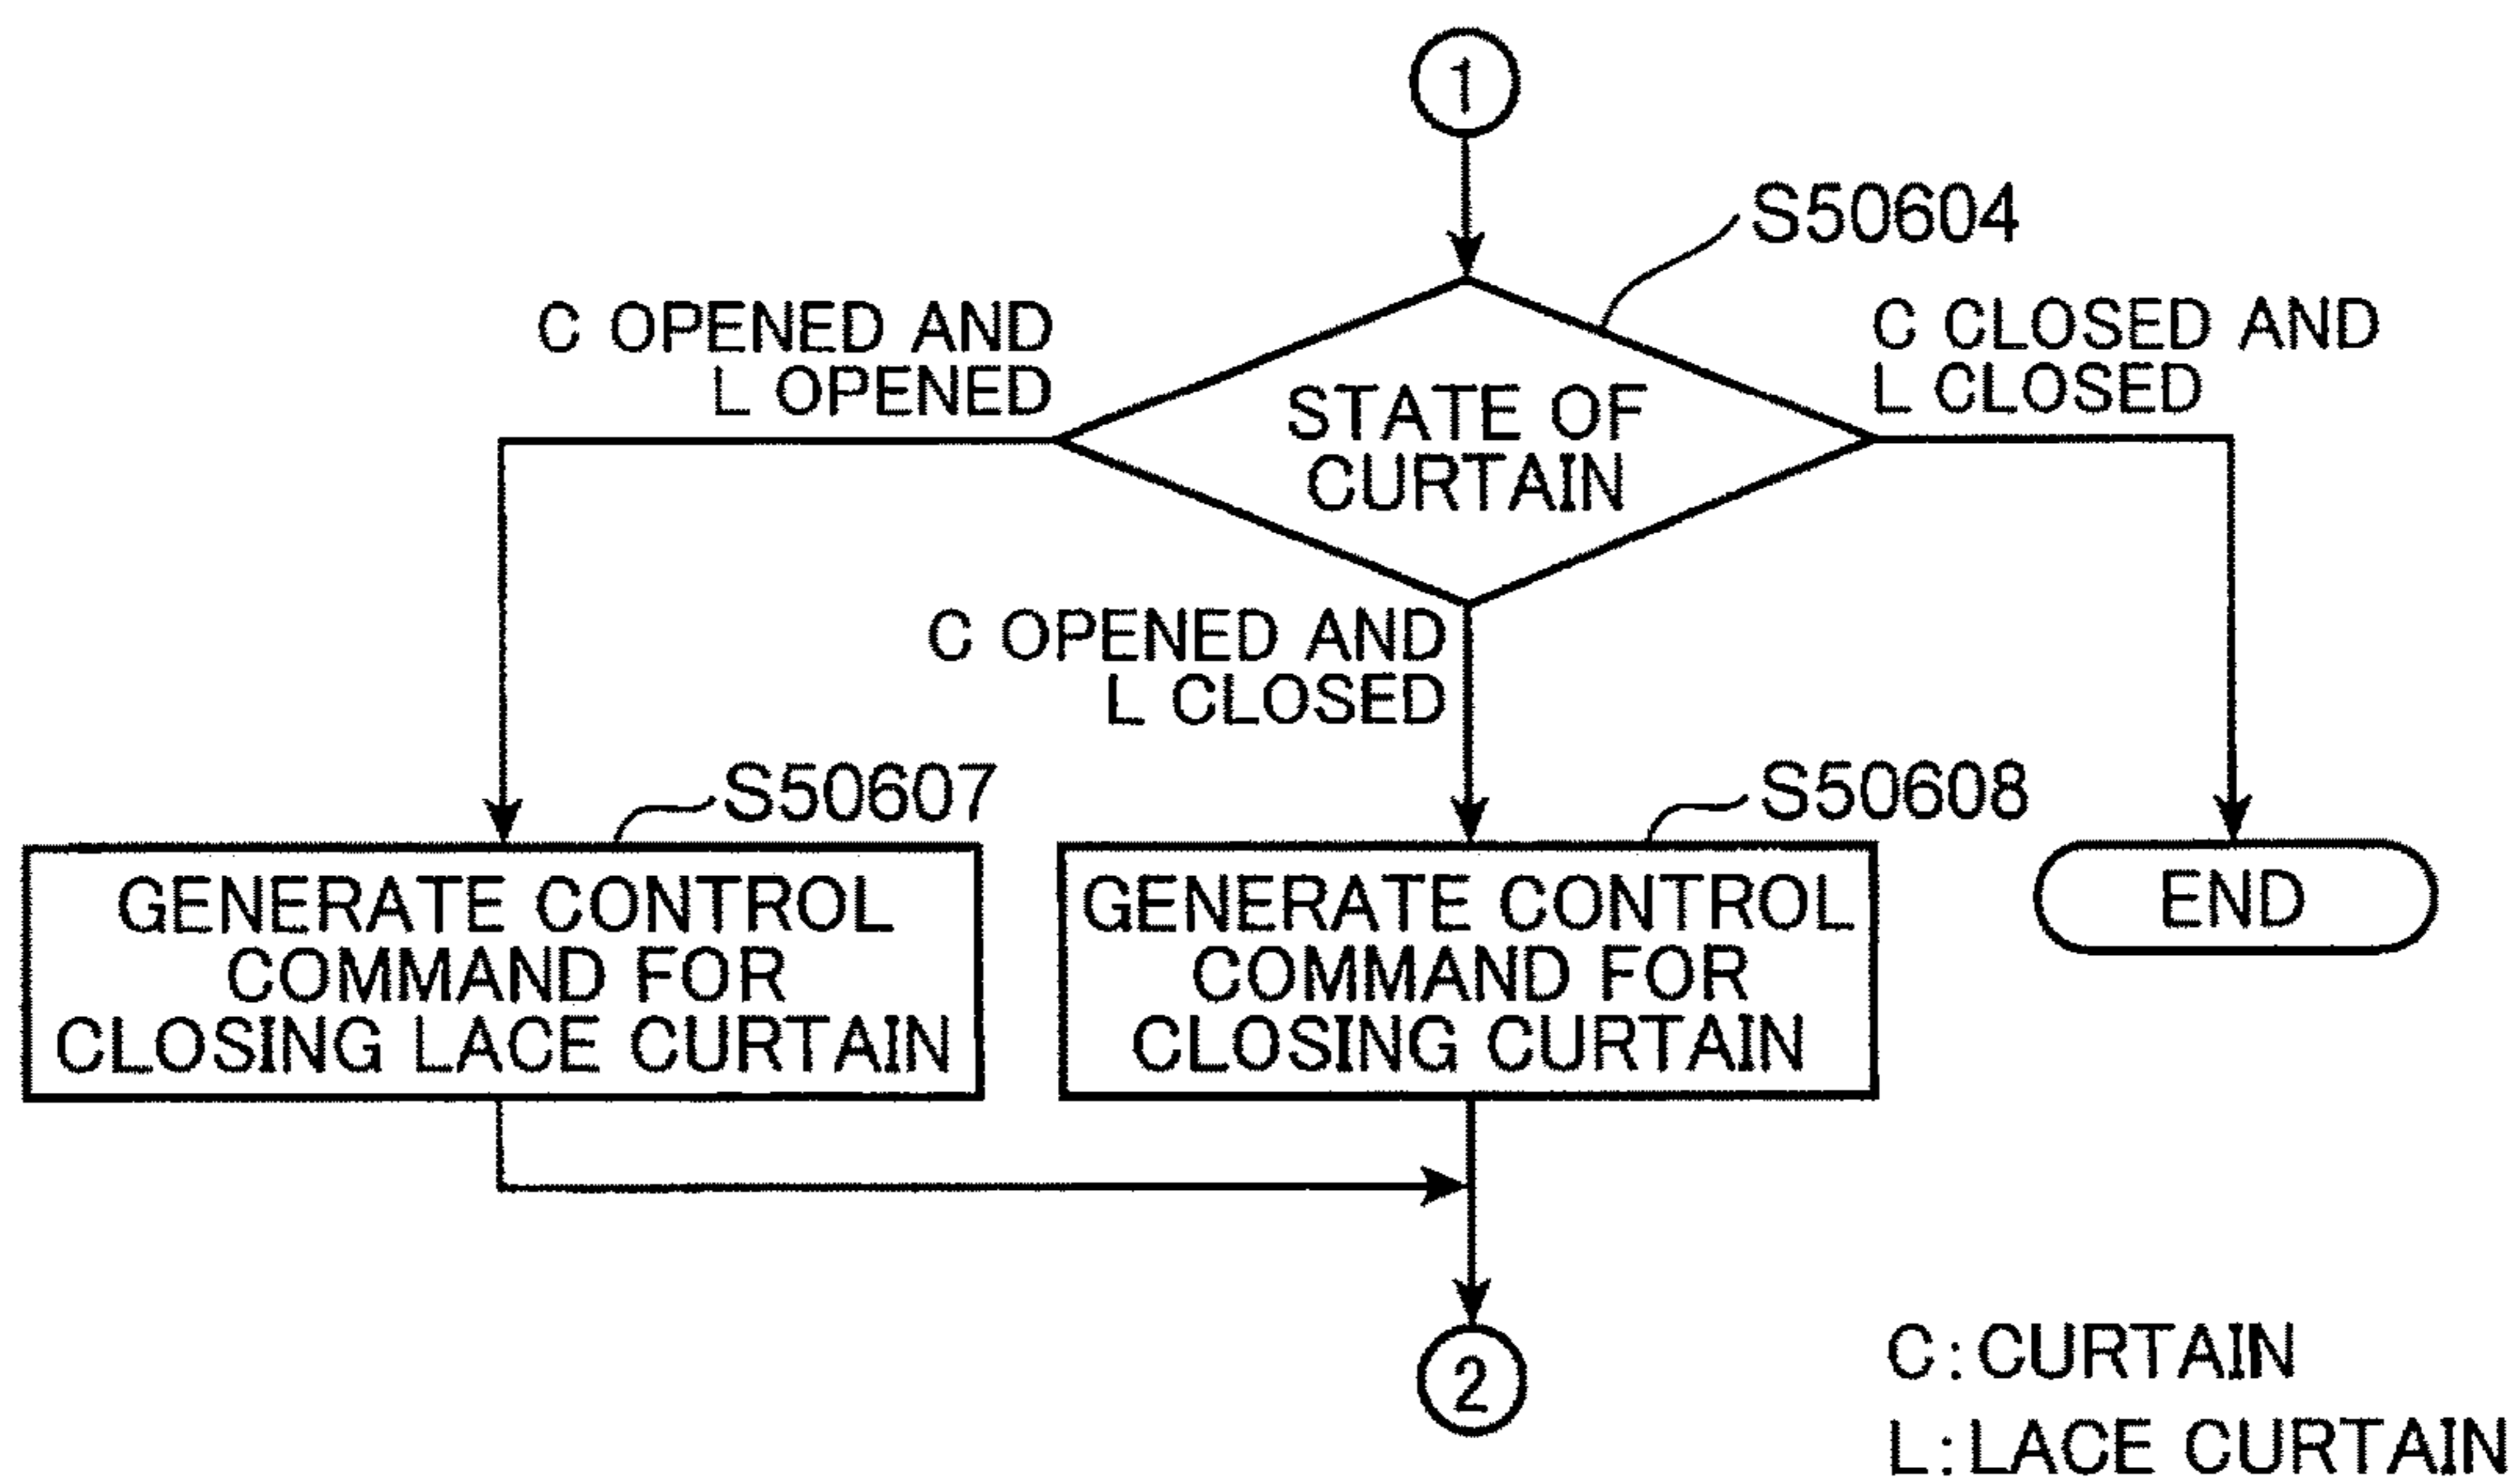 1
S50604
C OPENED AND
L OPENED
STATE OF
CURTAIN
C CLOSED AND
L CLOSED
C OPENED AND
L CLOSED
S50607
GENERATE CONTROL
COMMAND FOR
CLOSING LACE CURTAIN
S50608
GENERATE CONTROL
COMMAND FOR
CLOSING CURTAIN
END
2
C:CURTAIN
L:LACE CURTAIN